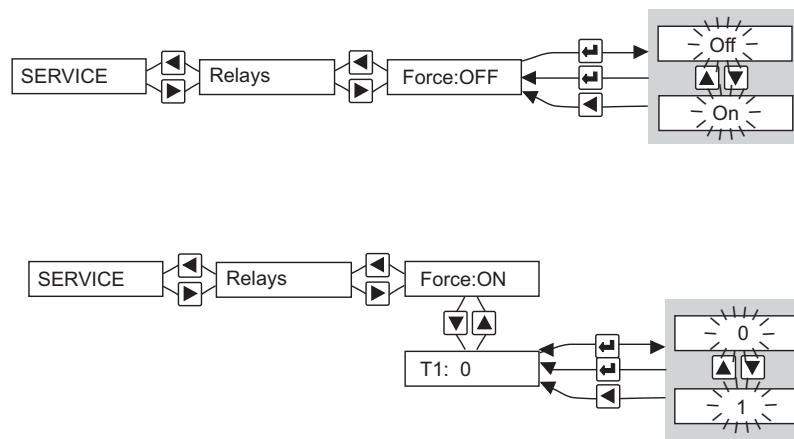 SERVICE
Relays
Force:OFF
Off
On
SERVICE
Relays
Force:ON
T1: 0
0
1